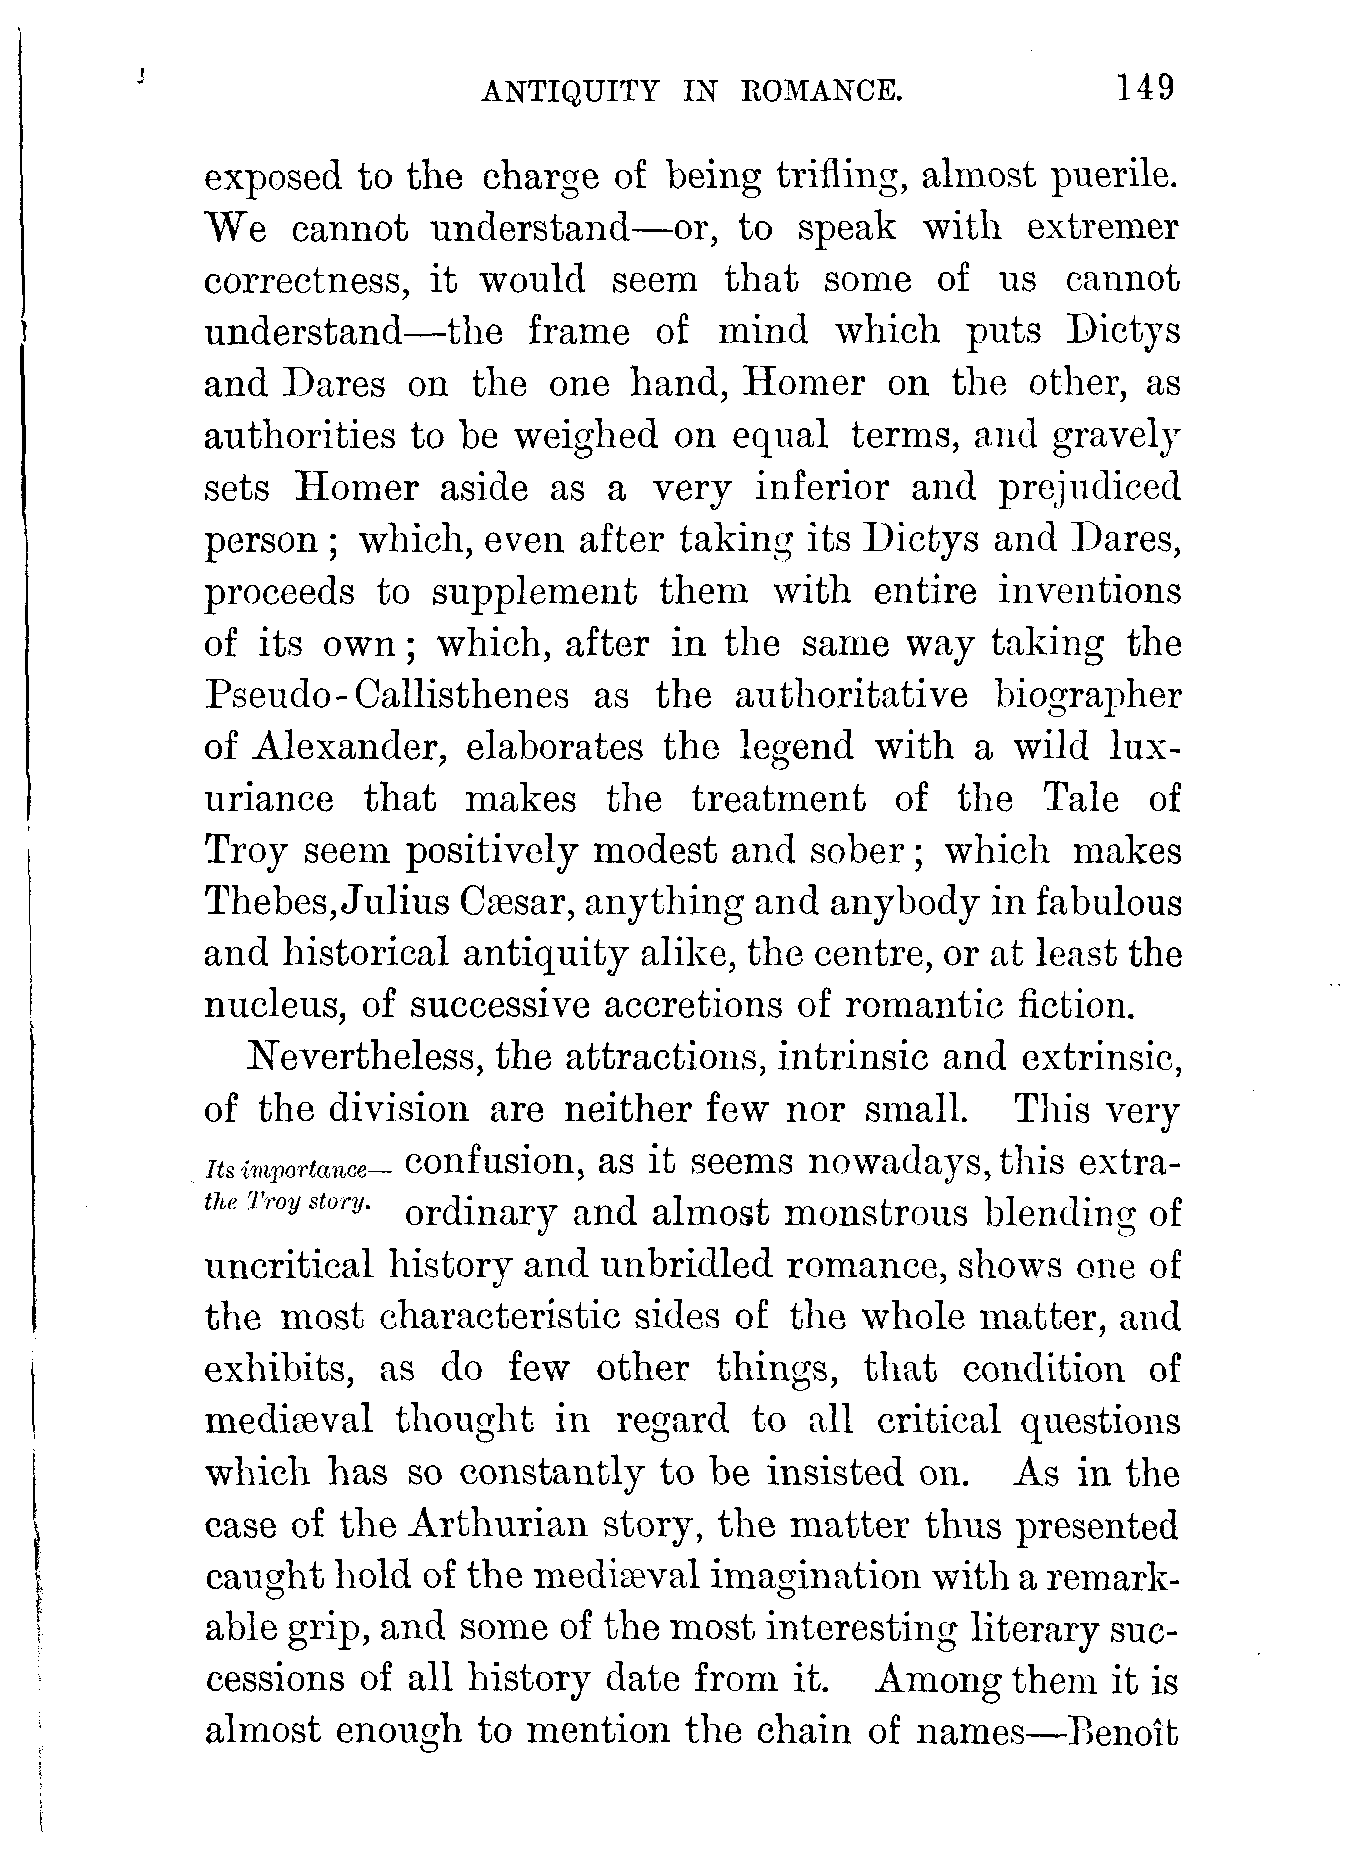 ANTIQUITY IN ROMANCE. 149
exposed to the charge of being trifling, almost puerile.
We cannot understand—or, to speak with extremer
correctness, it would seem that some of us cannot
understand—the frame of mind which puts Dictys
and Dares on the one hand, Homer on the other, as
authorities to be weighed on equal terms, and gravely
sets Homer aside as a very inferior and prejudiced
person ; which, even after taking its Dictys and Dares,
proceeds to supplement them with entire inventions
of its own ; which, after in the same way taking the
Pseudo-Callisthenes as the authoritative biographer
of Alexander, elaborates the legend with a wild lux-
uriance that makes the treatment of the Tale of
Troy seem positively modest and sober ; which makes
Thebes, Julius Cæsar, anything and anybody in fabulous
and historical antiquity alike, the centre, or at least the
nucleus, of successive accretions of romantic fiction.
Nevertheless, the attractions, intrinsic and extrinsic,
of the division are neither few nor small. This very
Its importance—
the Troy story.
confusion, as it seems nowadays, this extra-
ordinary and almost monstrous blending of
uncritical history and unbridled romance, shows one of
the most characteristic sides of the whole matter, and
exhibits, as do few other things, that condition of
mediæval thought in regard to all critical questions
which has so constantly to be insisted on. As in the
case of the Arthurian story, the matter thus presented
caught hold of the mediæval imagination with a remark-
able grip, and some of the most interesting literary suc-
cessions of all history date from it. Among them it is
almost enough to mention the chain of names—Benoît